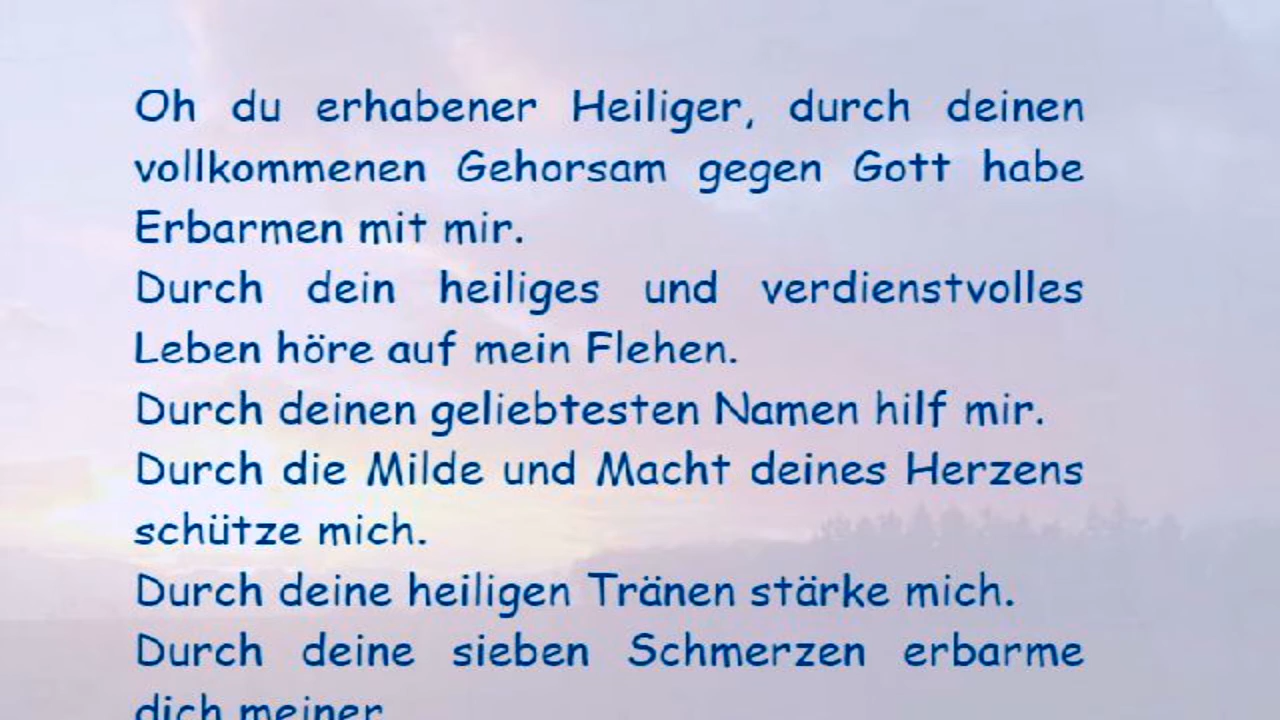 Oh du erhabener Heiliger, durch deinen
vollkommenen Gehorsam gegen Gott habe
Erbarmen mit mir.
Durch dein heiliges und verdienstvolles
Leben höre auf mein Flehen.
Durch deinen geliebtesten Namen hilf mir.
Durch die Milde und Macht deines Herzens
schütze mich.
Durch deine heiligen Tränen stärke mich.
Durch deine sieben Schmerzen erbarme
dich meiner